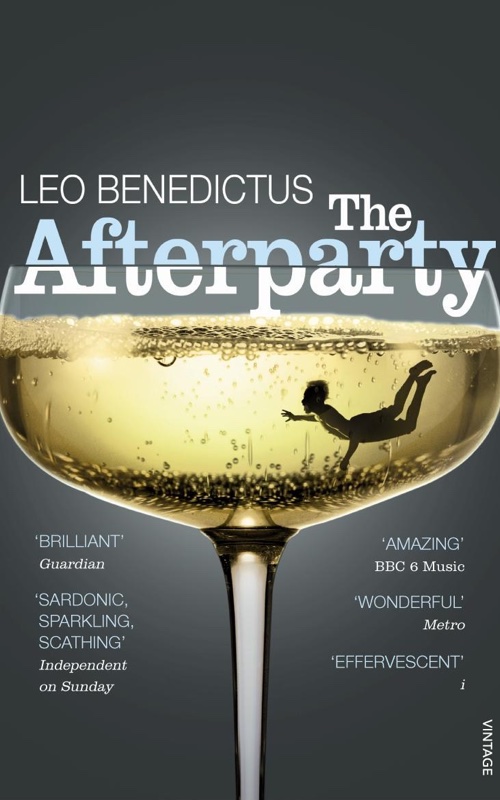 LEO BENEDICTUS
The
Afterparty
‘BRILLIANT’
Guardian
‘SARDONIC,
SPARKLING,
SCATHING’
Independent
on Sunday
‘AMAZING’
BBC 6 Music
‘WONDERFUL’
Metro
‘EFFERVESCENT’
i
VINTAGE